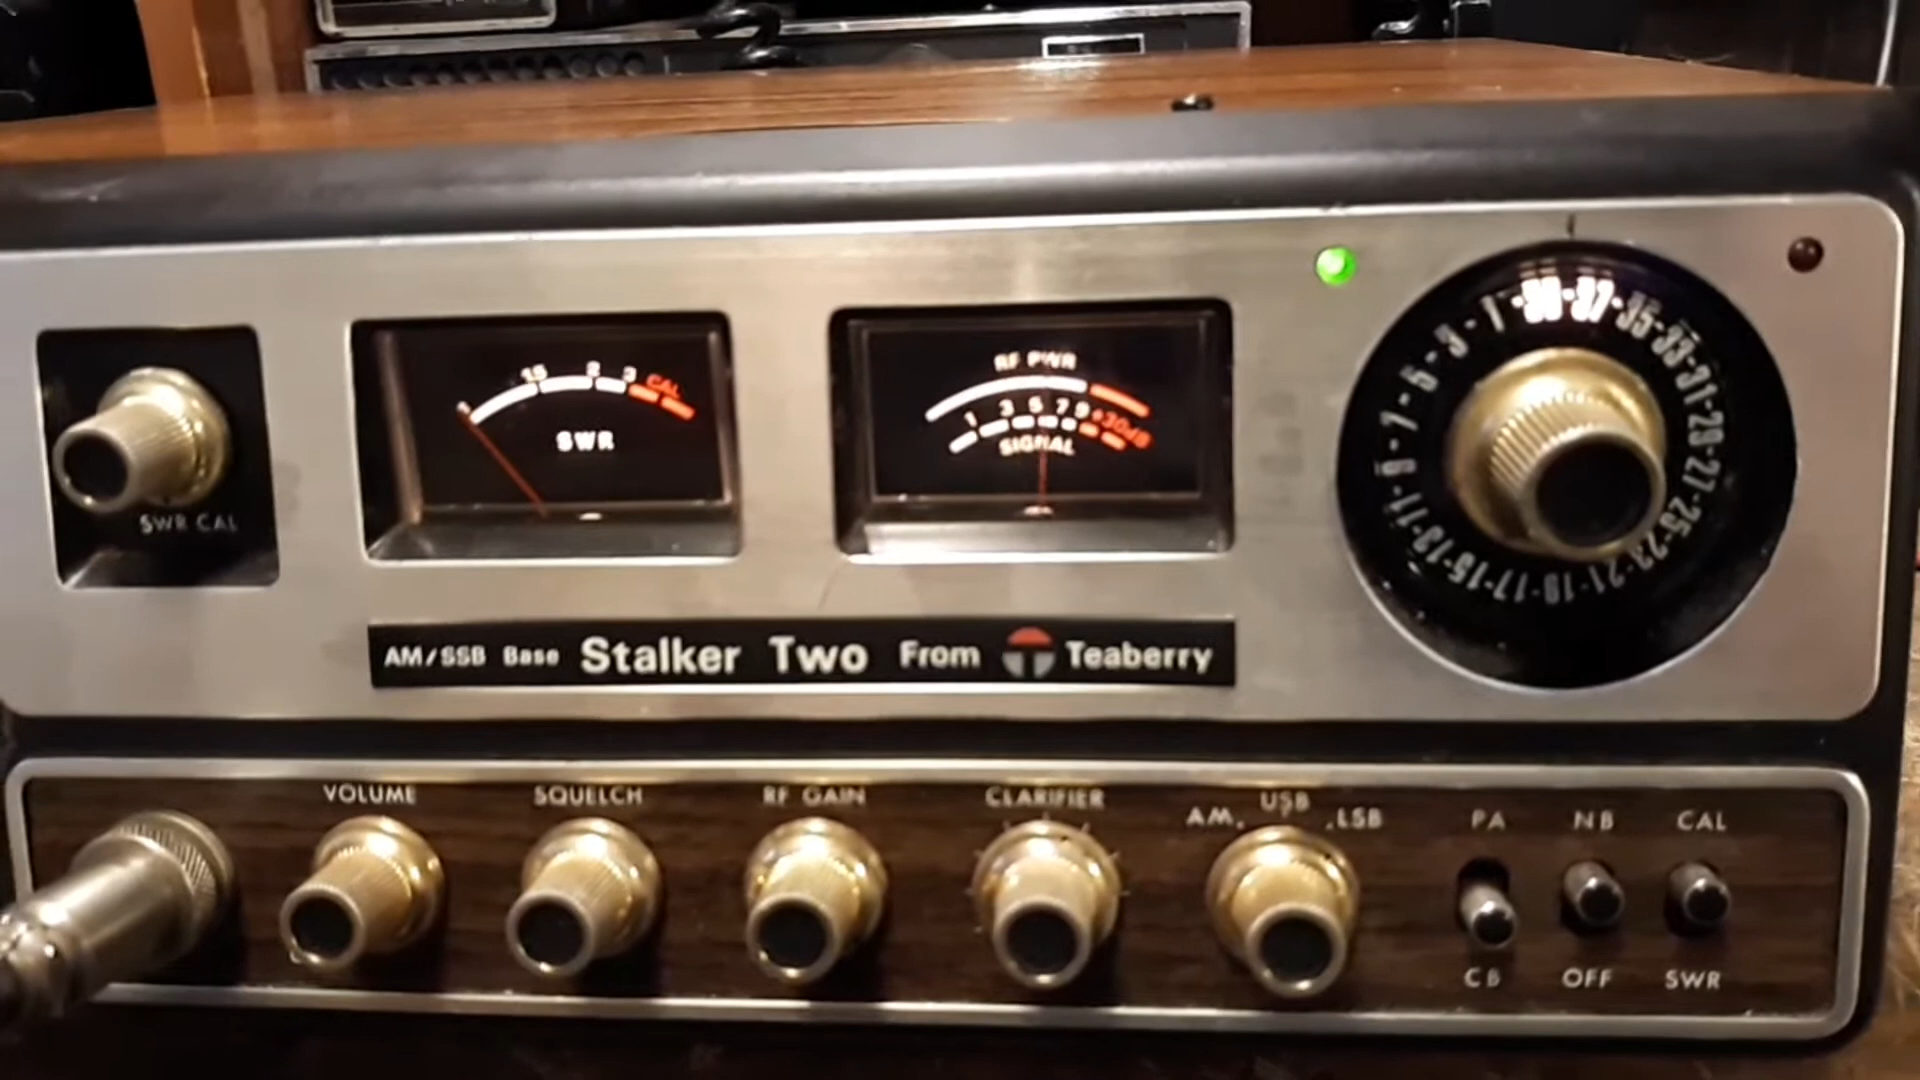 1.5 2 3 CAL
SWR
SWR CAL
RF PWR
1 3 5 7 9 +30dB
SIGNAL
1 37 35 33 31 29 27 25 23 21 19 17 15 13 11 9 7 5 3
AM/SSB Base Stalker Two From Teaberry
VOLUME SQUELCH RF GAIN CLARIFIER AM USB LSB PA NB CAL
CB OFF SWR